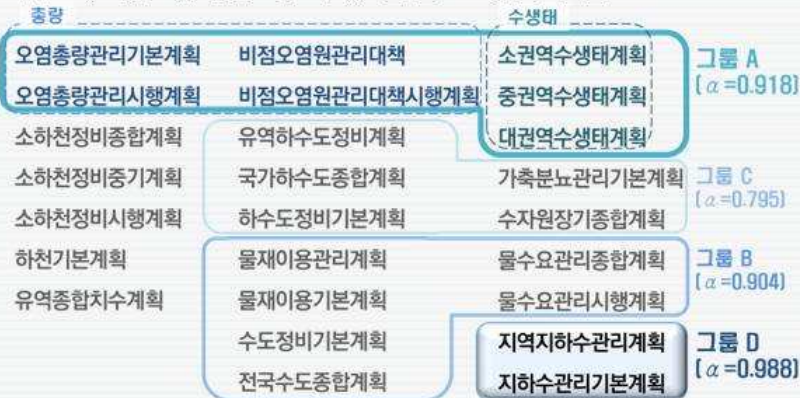 총량
수생태
오염총량관리기본계획 비점오염원관리대책 소권역수생태계획 그룹 A
오염총량관리시행계획 비점오염원관리대책시행계획 중권역수생태계획 (α=0.918)
소하천정비종합계획 유역하수도정비계획 대권역수생태계획
소하천정비중기계획 국가하수도종합계획 가축분뇨관리기본계획 그룹 C
소하천정비시행계획 하수도정비기본계획 수자원장기종합계획 (α=0.795)
하천기본계획 물재이용관리계획 물수요관리종합계획 그룹 B
유역종합치수계획 물재이용기본계획 물수요관리시행계획 (α=0.904)
수도정비기본계획 지역지하수관리계획 그룹 D
전국수도종합계획 지하수관리기본계획 (α=0.988)